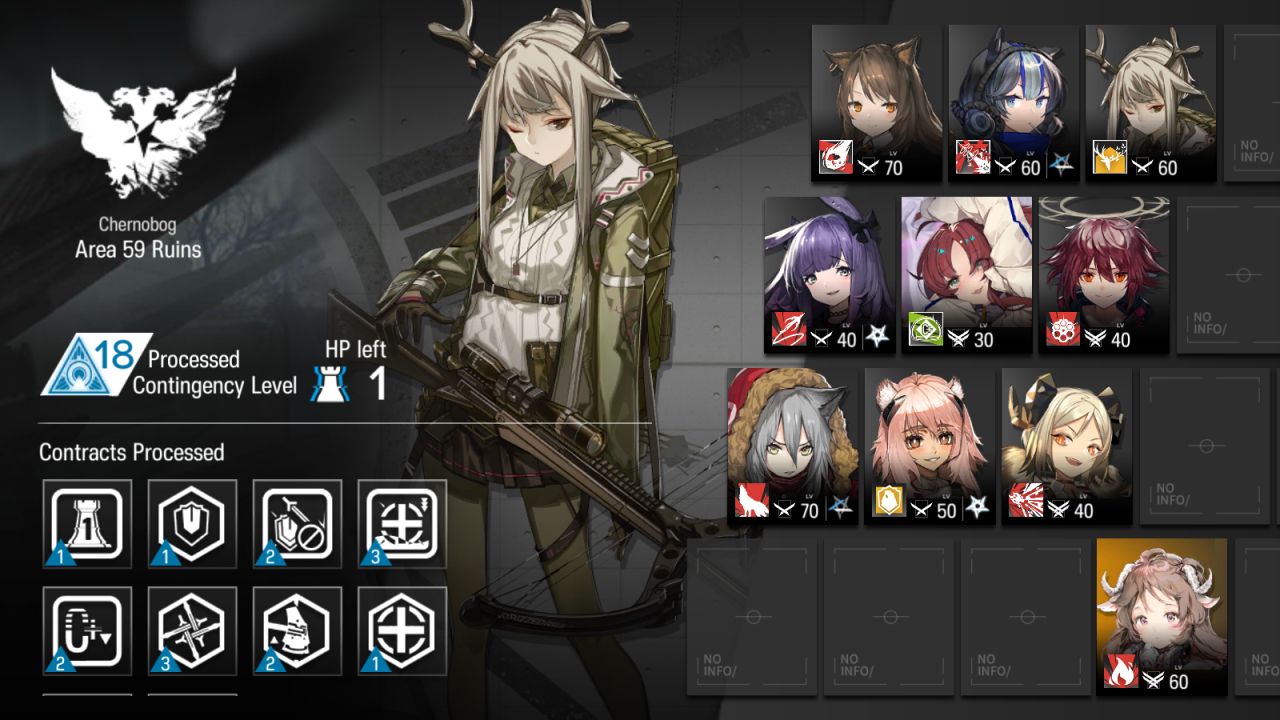 Chernobog
Area 59 Ruins
18 Processed
Contingency Level
HP left
1
Contracts Processed
1
1
1
2
3
2
3
2
1
LV
70
LV
60
LV
60
NO
INFO/
LV
40
LV
30
LV
40
NO
INFO/
LV
70
LV
50
LV
40
NO
INFO/
NO
INFO/
NO
INFO/
NO
INFO/
LV
60
NO
INFO/